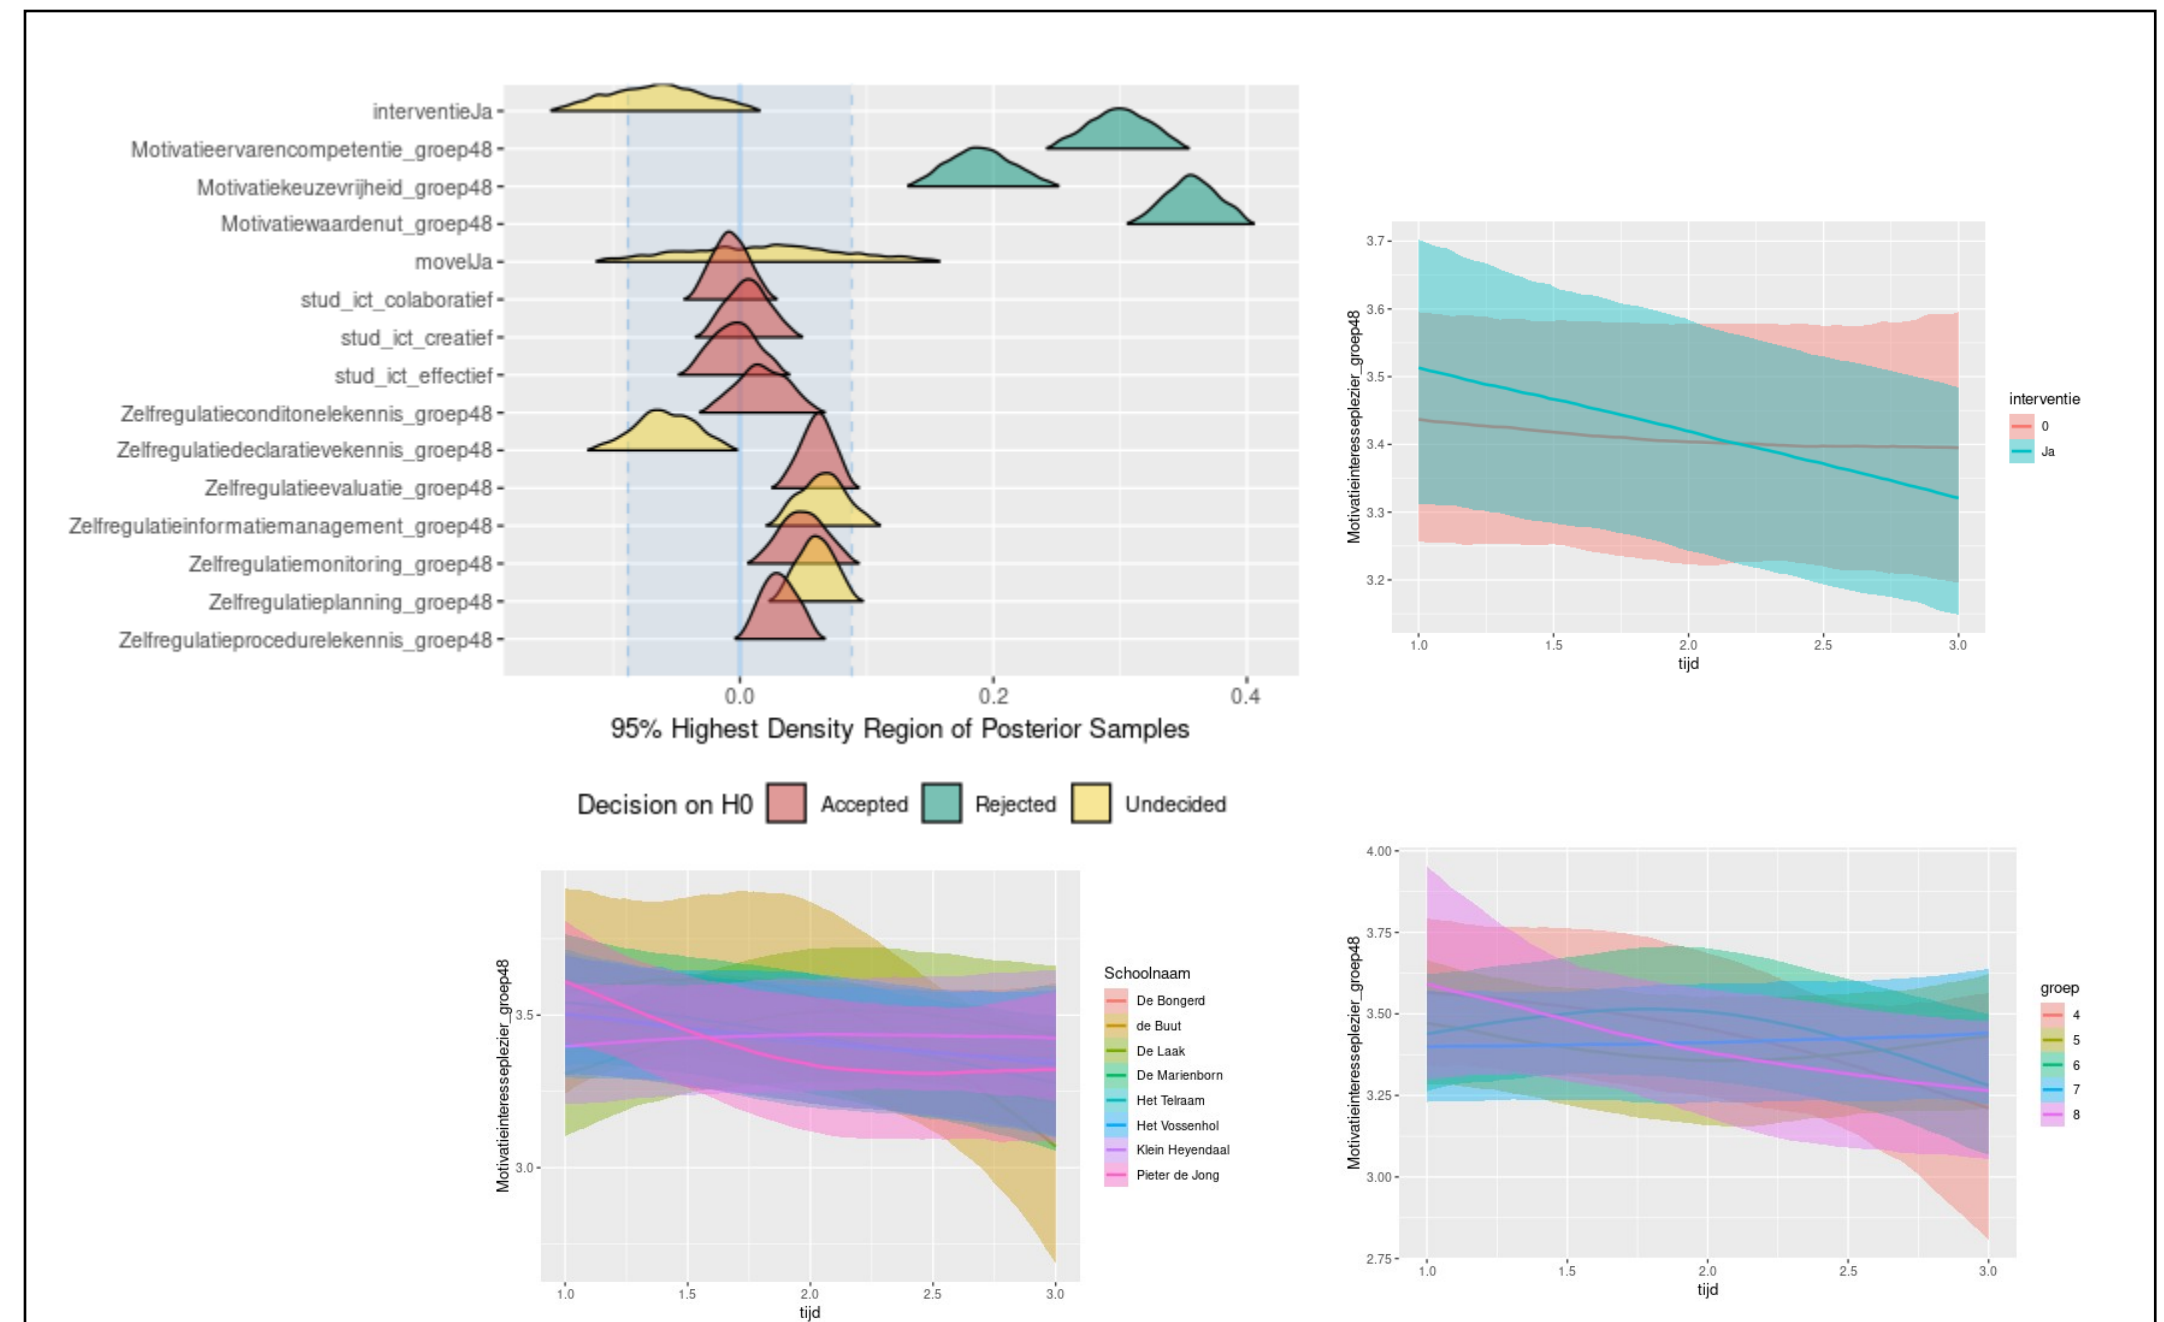 interventieJa
Motivatieervarencompetentie_groep48
Motivatiekeuzevrijheid_groep48
Motivatiewaardenut_groep48
movelJa
stud_ict_colaboratief
stud_ict_creatief
stud_ict_effectief
Zelfregulatieconditonelekennis_groep48
Zelfregulatiedeclaratievekennis_groep48
Zelfregulatieevaluatie_groep48
Zelfregulatieinformatiemanagement_groep48
Zelfregulatiemonitoring_groep48
Zelfregulatieplanning_groep48
Zelfregulatieprocedurelekennis_groep48
0.0 0.2 0.4
95% Highest Density Region of Posterior Samples
Decision on H0 Accepted Rejected Undecided
Motivatieinteresseplezier_groep48
3.7
3.6
3.5
3.4
3.3
3.2
1.0 1.5 2.0 2.5 3.0
tijd
interventie
0
Ja
Motivatieinteresseplezier_groep48
3.5
3.0
1.0 1.5 2.0 2.5 3.0
tijd
Schoolnaam
De Bongerd
de Buut
De Laak
De Marienborn
Het Telraam
Het Vossenhol
Klein Heyendaal
Pieter de Jong
Motivatieinteresseplezier_groep48
4.00
3.75
3.50
3.25
3.00
2.75
1.0 1.5 2.0 2.5 3.0
tijd
groep
4
5
6
7
8